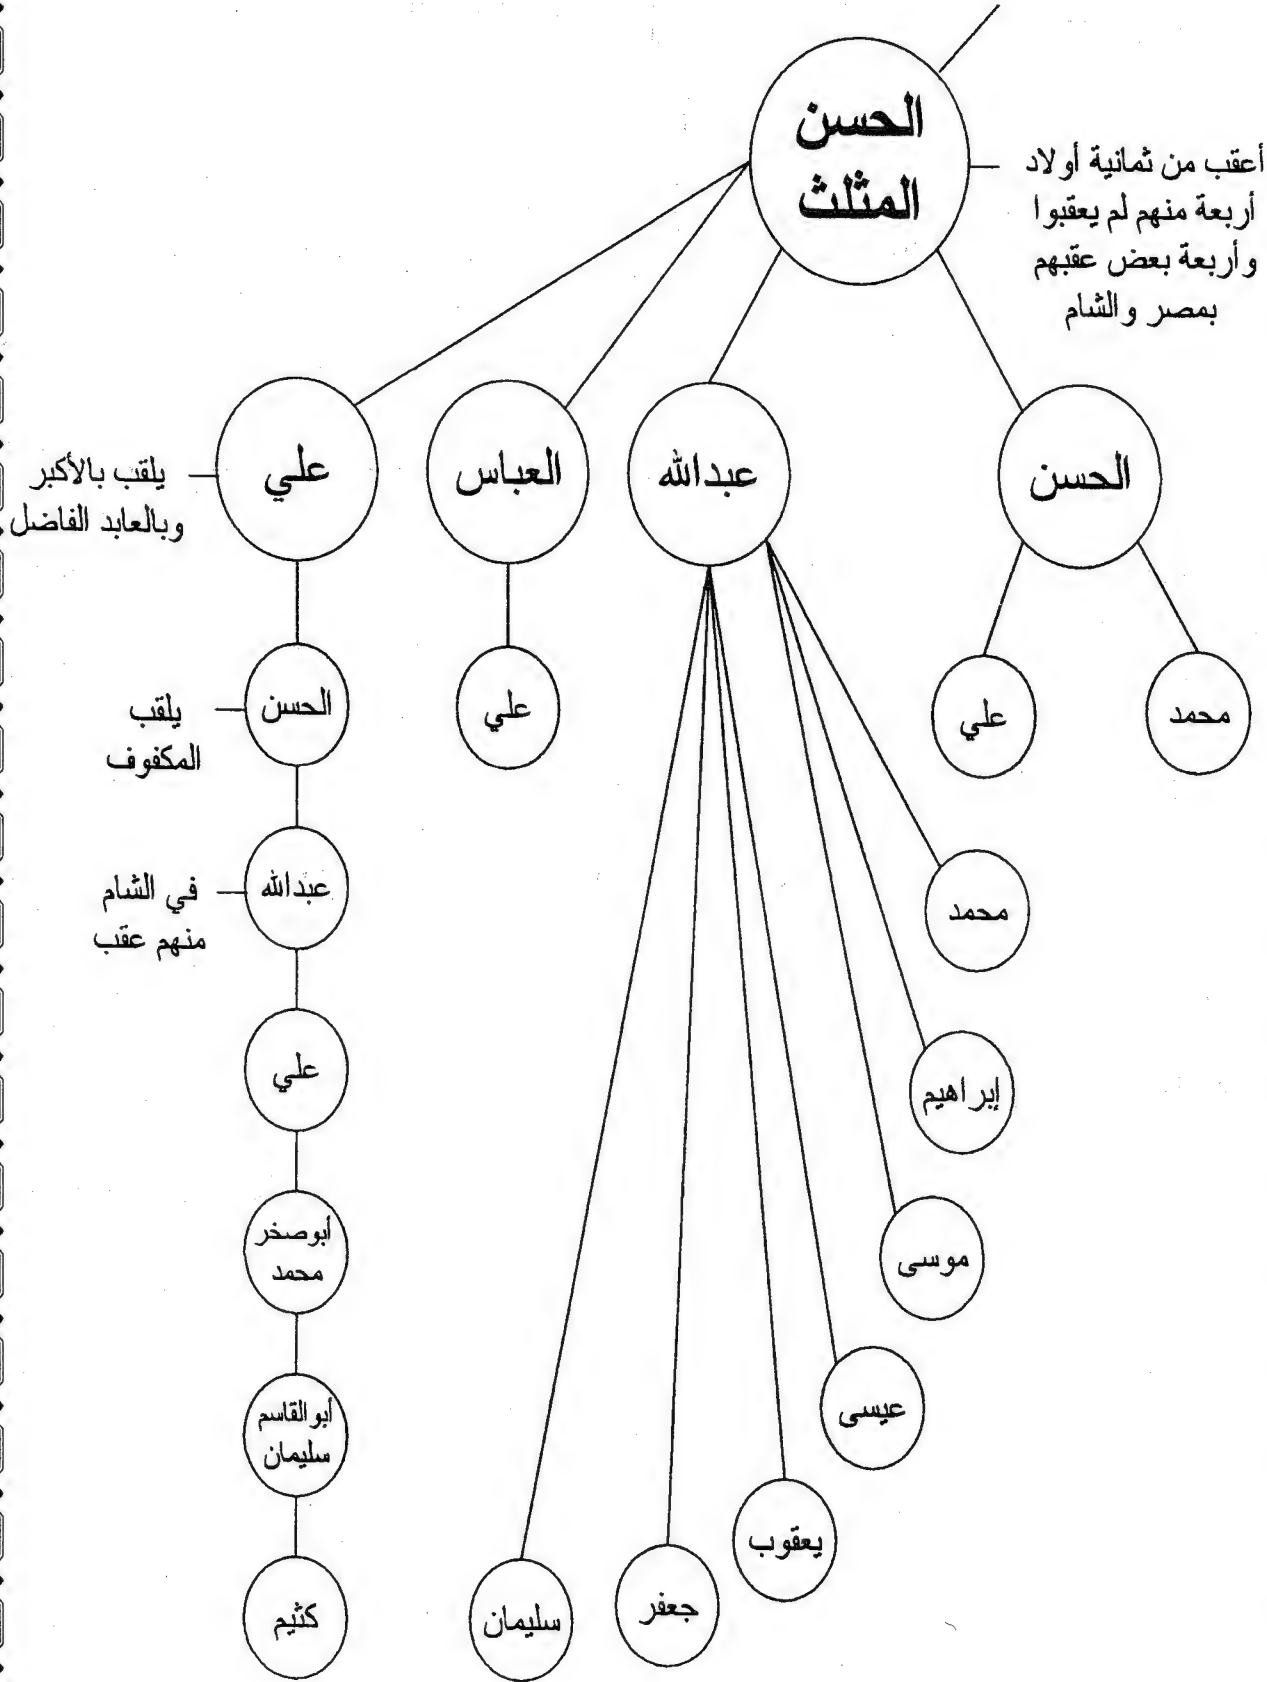 الحسن
المثلث
أعقب من ثمانية أولاد
أربعة منهم لم يعقبوا
وأربعة بعض عقبهم
بمصر والشام
الحسن
عبدالله
العباس
علي
يلقب بالأكبر
وبالعابد الفاضل
محمد
علي
علي
الحسن
يلقب
المكفوف
محمد
عبدالله
في الشام
منهم عقب
إبراهيم
علي
موسى
أبوصخر
محمد
عيسى
أبوالقاسم
سليمان
يعقوب
جعفر
سليمان
كثيم